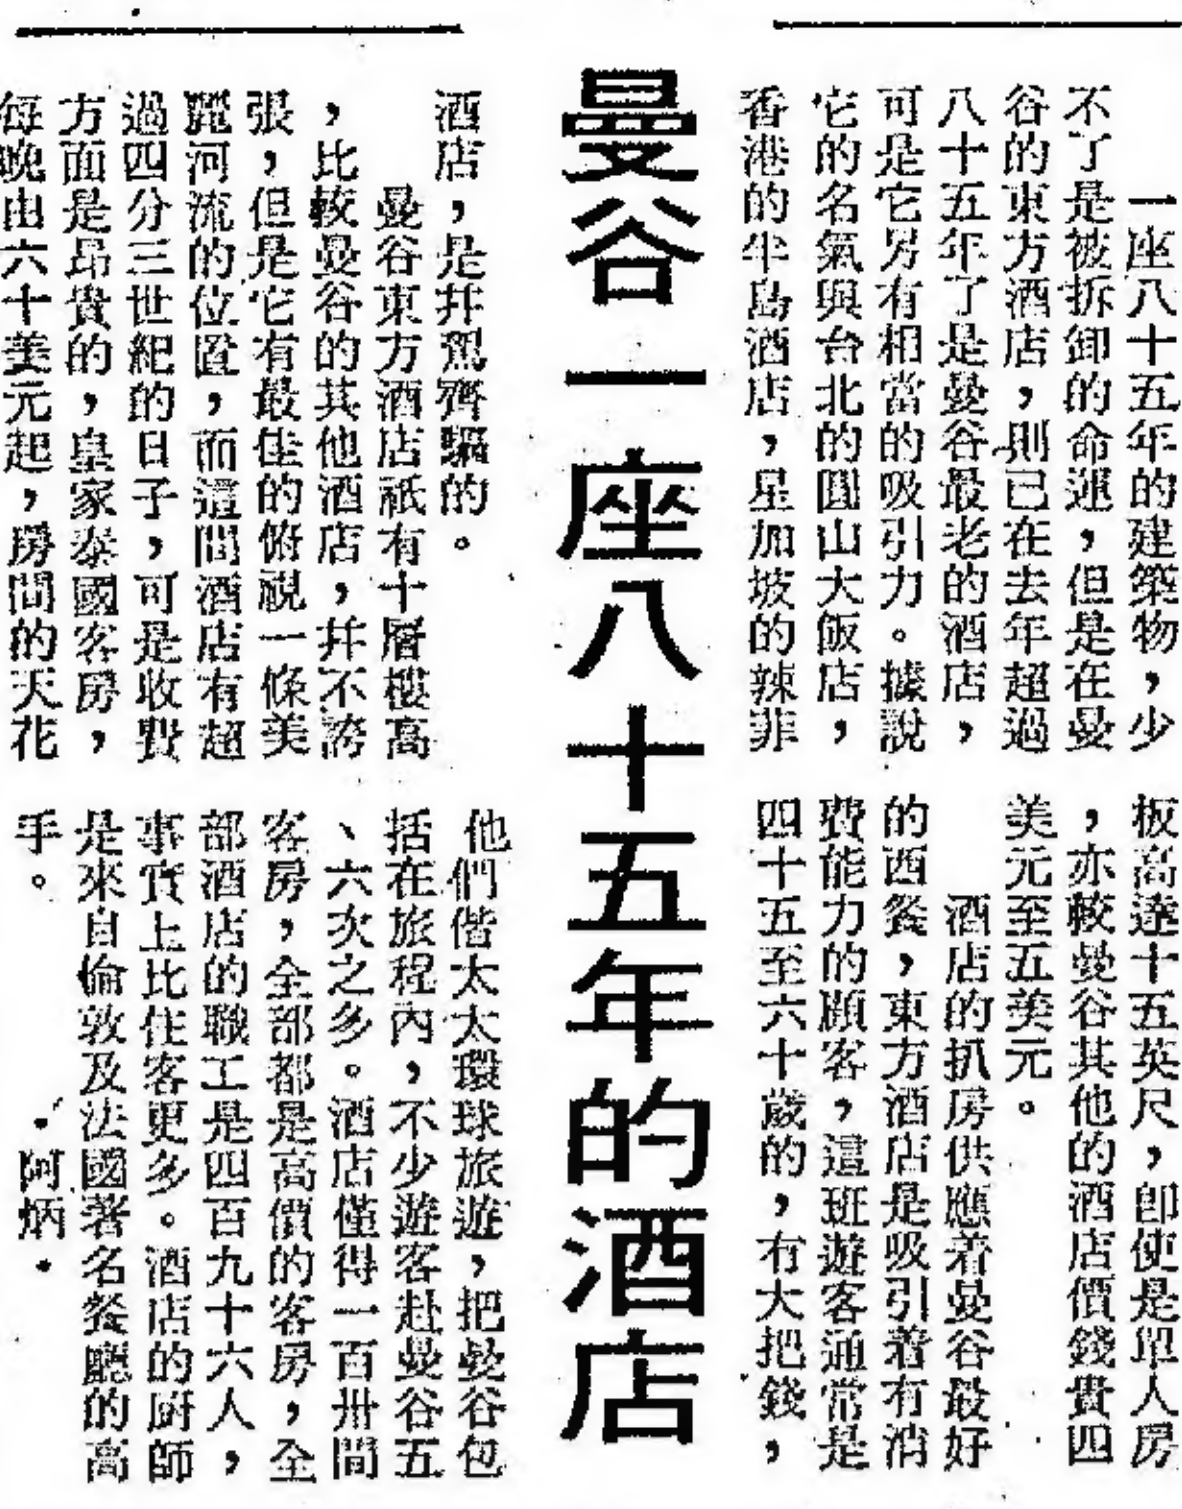 曼谷一座八十五年的酒店
一座八十五年的建築物，少
不了是被拆卸的命運，但是在曼
谷的東方酒店，則已在去年超過
八十五年了是曼谷最老的酒店，
可是它另有相當的吸引力。據說
它的名氣與台北的圓山大飯店，
香港的半島酒店，星加坡的辣菲
酒店，是幷駕齊驅的。
曼谷東方酒店祇有十層樓高
，比較曼谷的其他酒店，幷不誇
張，但是它有最佳的俯視一條美
麗河流的位置，而這間酒店有超
過四分三世紀的日子，可是收費
方面是昂貴的，皇家泰國客房，
每晚由六十美元起，房間的天花
板高達十五英尺，卽使是單人房
，亦較曼谷其他的酒店價錢貴四
美元至五美元。
酒店的扒房供應着曼谷最好
的西餐，東方酒店是吸引着有消
費能力的顧客，這班遊客通常是
四十五至六十歲的，有大把錢，
他們偕太太環球旅遊，把曼谷包
括在旅程內，不少遊客赴曼谷五
、六次之多。酒店僅得一百卅間
客房，全部都是高價的客房，全
部酒店的職工是四百九十六人，
事實上比住客更多。酒店的廚師
是來自倫敦及法國著名餐廳的高
手。
·阿炳·